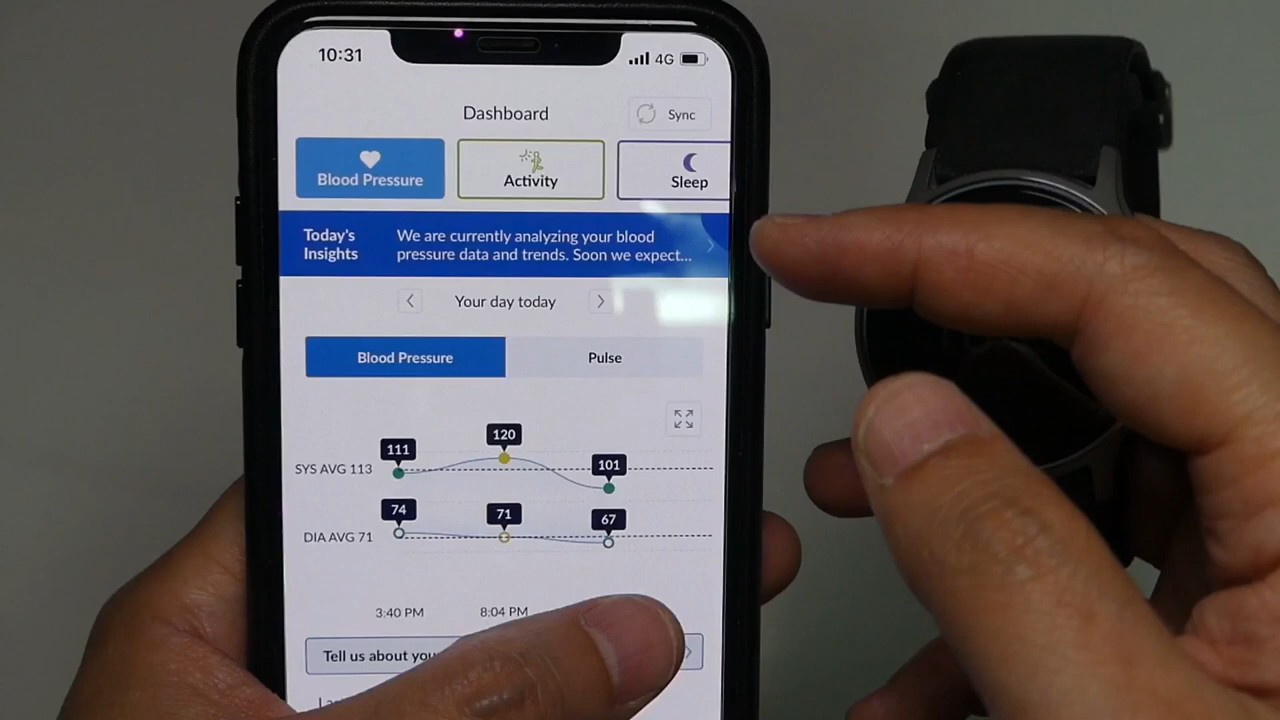 10:31
4G
Dashboard
Sync
Blood Pressure
Activity
Sleep
Today's
Insights
We are currently analyzing your blood
pressure data and trends. Soon we expect...
Your day today
Blood Pressure
Pulse
111
120
101
SYS AVG 113
74
71
67
DIA AVG 71
3:40 PM
8:04 PM
Tell us about you